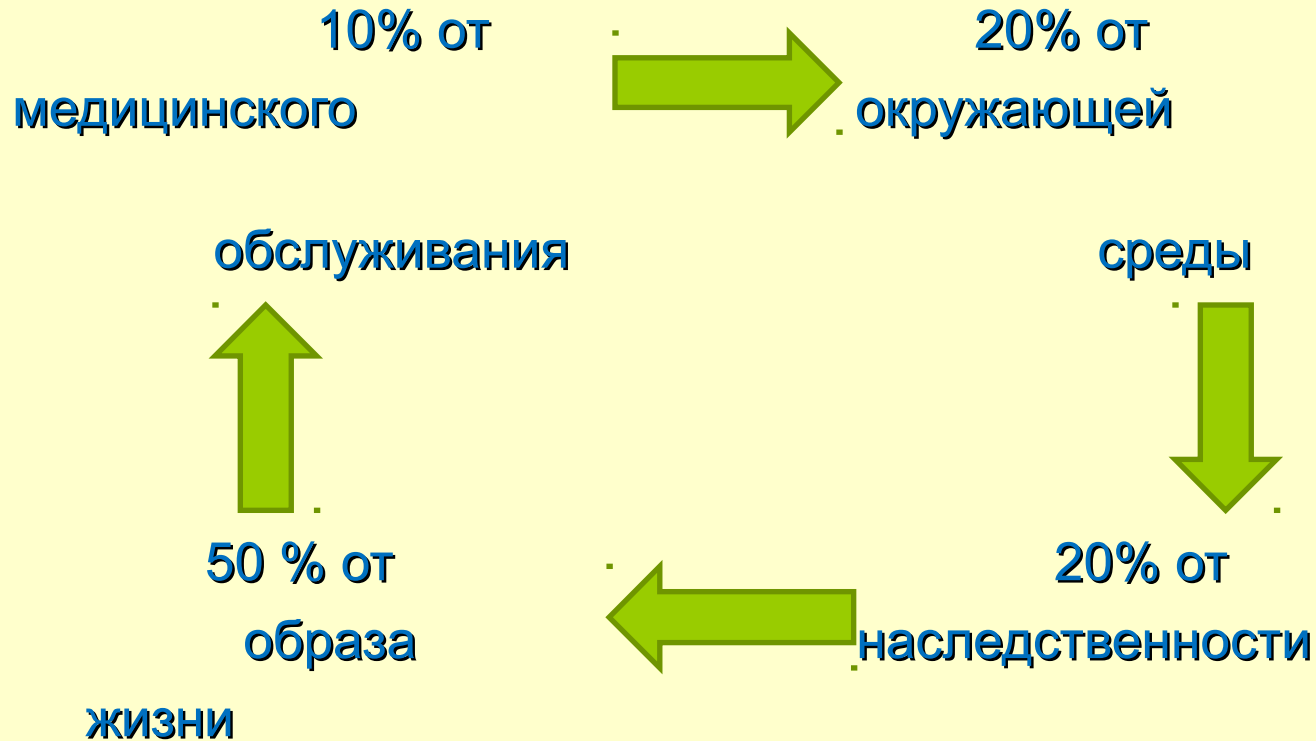 10% от
медицинского
обслуживания
20% от
окружающей
среды
50 % от
образа
жизни
20% от
наследственности